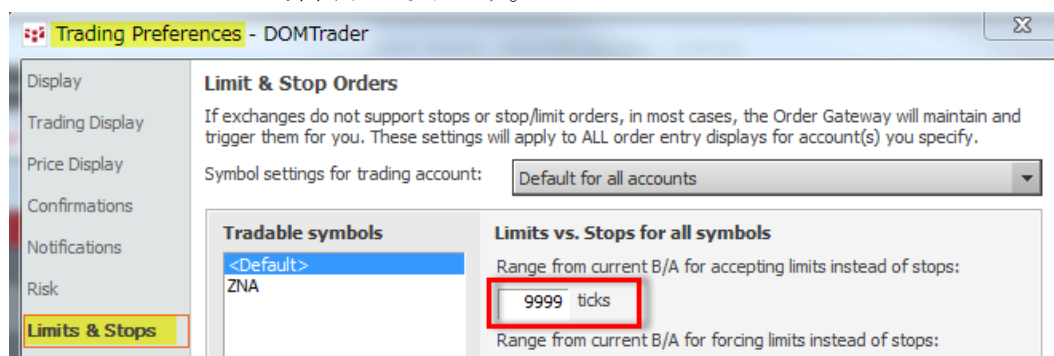 Trading Preferences - DOMTrader
Display
Trading Display
Price Display
Confirmations
Notifications
Risk
Limits & Stops
Limit & Stop Orders
If exchanges do not support stops or stop/limit orders, in most cases, the Order Gateway will maintain and
trigger them for you. These settings will apply to ALL order entry displays for account(s) you specify.
Symbol settings for trading account: Default for all accounts
Tradable symbols
<Default>
ZNA
Limits vs. Stops for all symbols
Range from current B/A for accepting limits instead of stops:
9999 ticks
Range from current B/A for forcing limits instead of stops: